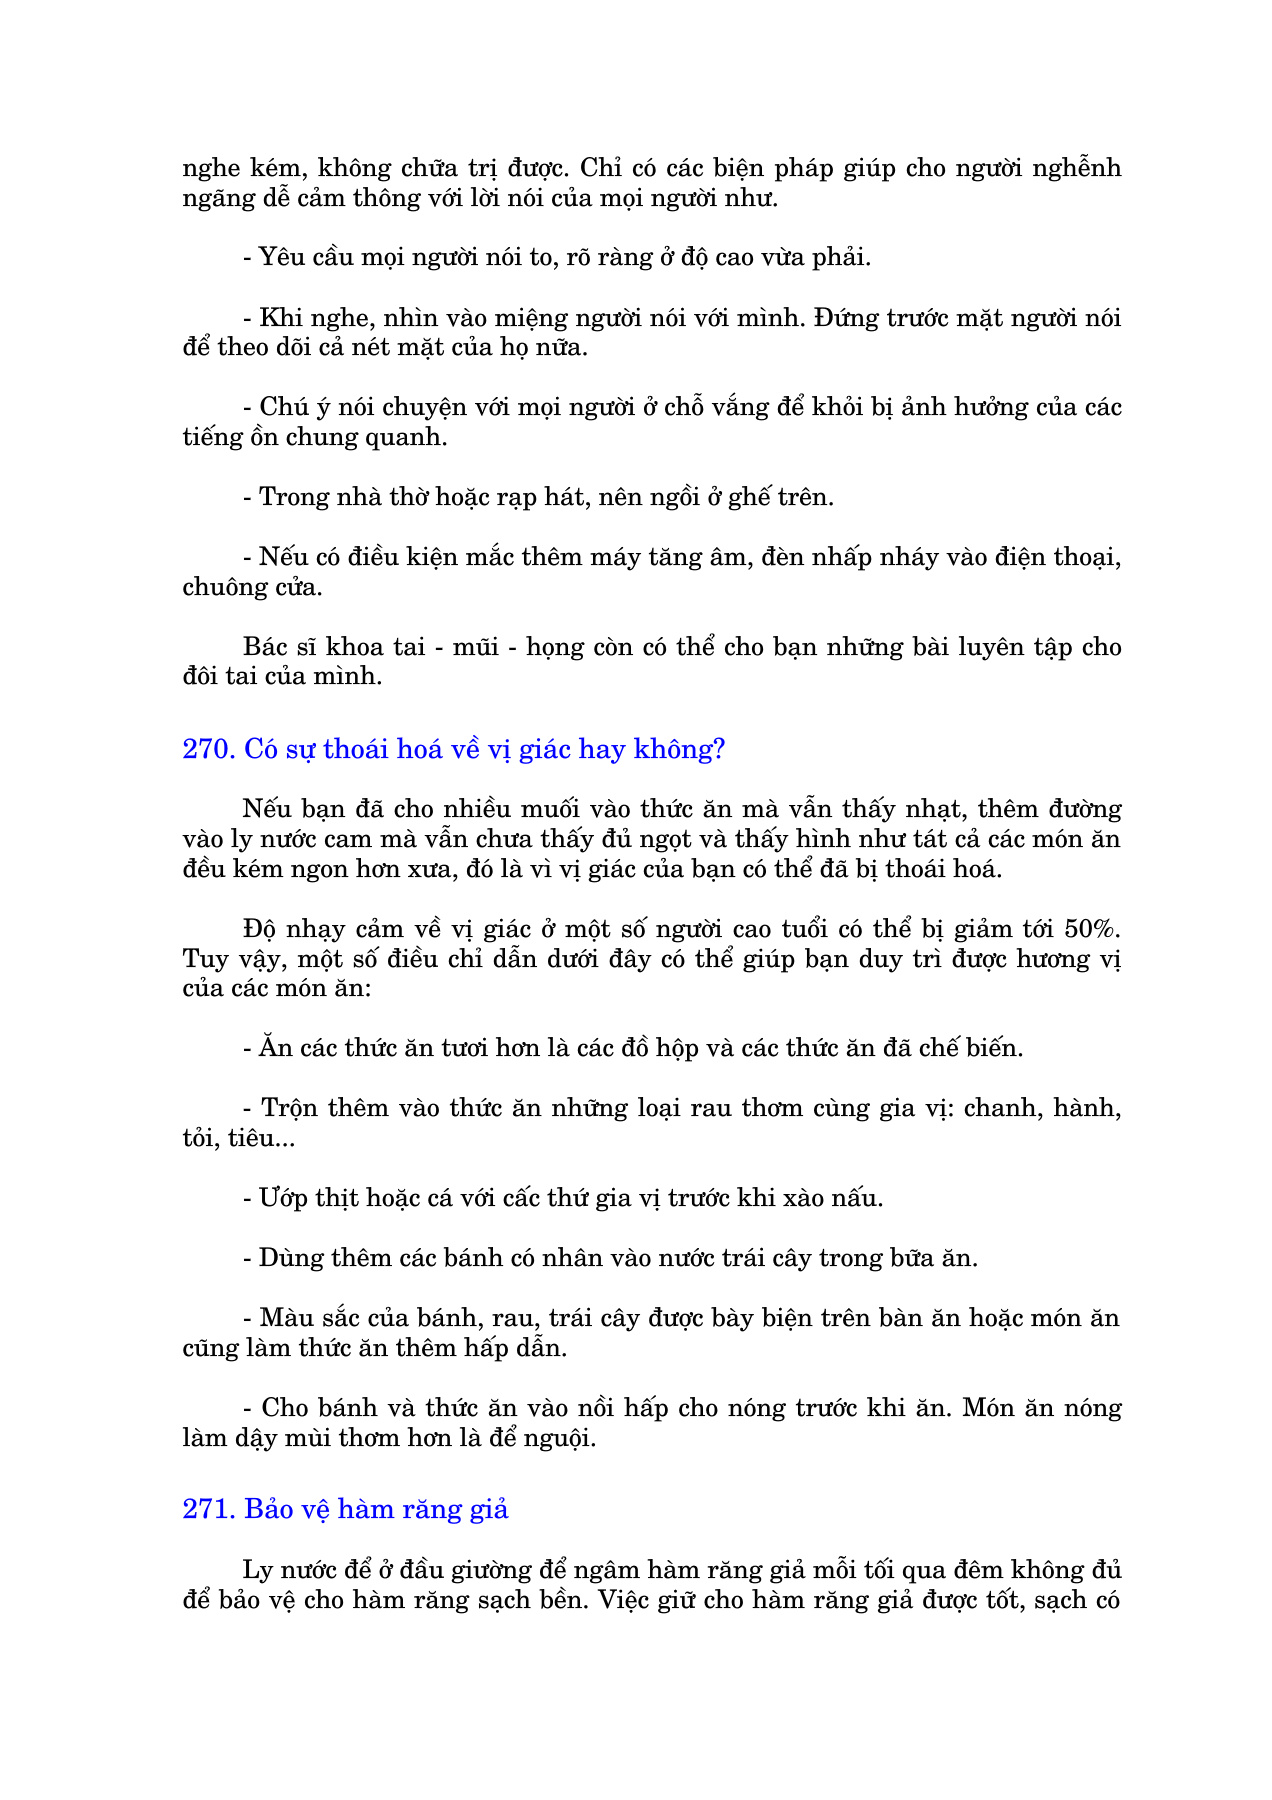 nghe kém, không chữa trị được. Chỉ có các biện pháp giúp cho người nghễnh
ngãng dễ cảm thông với lời nói của mọi người như.
- Yêu cầu mọi người nói to, rõ ràng ở độ cao vừa phải.
- Khi nghe, nhìn vào miệng người nói với mình. Đứng trước mặt người nói
để theo dõi cả nét mặt của họ nữa.
- Chú ý nói chuyện với mọi người ở chỗ vắng để khỏi bị ảnh hưởng của các
tiếng ồn chung quanh.
- Trong nhà thờ hoặc rạp hát, nên ngồi ở ghế trên.
- Nếu có điều kiện mắc thêm máy tăng âm, đèn nhấp nháy vào điện thoại,
chuông cửa.
Bác sĩ khoa tai - mũi - họng còn có thể cho bạn những bài luyên tập cho
đôi tai của mình.
270. Có sự thoái hoá về vị giác hay không?
Nếu bạn đã cho nhiều muối vào thức ăn mà vẫn thấy nhạt, thêm đường
vào ly nước cam mà vẫn chưa thấy đủ ngọt và thấy hình như tát cả các món ăn
đều kém ngon hơn xưa, đó là vì vị giác của bạn có thể đã bị thoái hoá.
Độ nhạy cảm về vị giác ở một số người cao tuổi có thể bị giảm tới 50%.
Tuy vậy, một số điều chỉ dẫn dưới đây có thể giúp bạn duy trì được hương vị
của các món ăn:
- Ăn các thức ăn tươi hơn là các đồ hộp và các thức ăn đã chế biến.
- Trộn thêm vào thức ăn những loại rau thơm cùng gia vị: chanh, hành,
tỏi, tiêu...
- Ướp thịt hoặc cá với cấc thứ gia vị trước khi xào nấu.
- Dùng thêm các bánh có nhân vào nước trái cây trong bữa ăn.
- Màu sắc của bánh, rau, trái cây được bày biện trên bàn ăn hoặc món ăn
cũng làm thức ăn thêm hấp dẫn.
- Cho bánh và thức ăn vào nồi hấp cho nóng trước khi ăn. Món ăn nóng
làm dậy mùi thơm hơn là để nguội.
271. Bảo vệ hàm răng giả
Ly nước để ở đầu giường để ngâm hàm răng giả mỗi tối qua đêm không đủ
để bảo vệ cho hàm răng sạch bền. Việc giữ cho hàm răng giả được tốt, sạch có